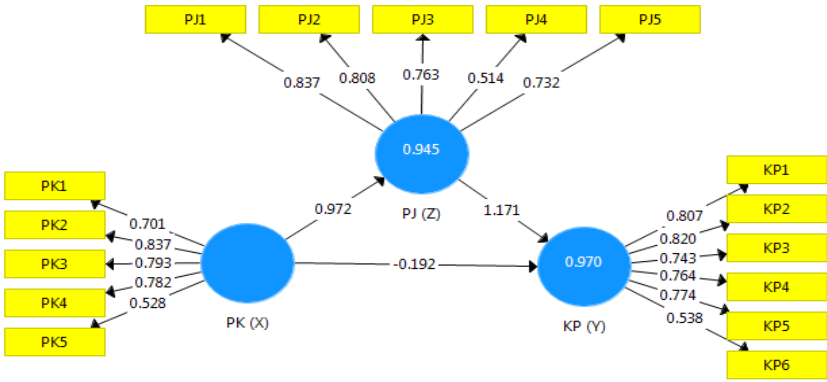 PJ1 PJ2 PJ3 PJ4 PJ5
0.837 0.808 0.763 0.514 0.732
0.945
PJ (Z)
PK1
PK2
PK3
PK4
PK5
0.701
0.837
0.793
0.782
0.528
PK (X)
0.972
1.171
-0.192
0.970
KP (Y)
0.807
0.820
0.743
0.764
0.774
0.538
KP1
KP2
KP3
KP4
KP5
KP6